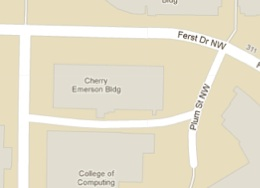 Bldg
Ferst Dr NW
311
Cherry
Emerson Bldg
Plum St NW
College of
Computing